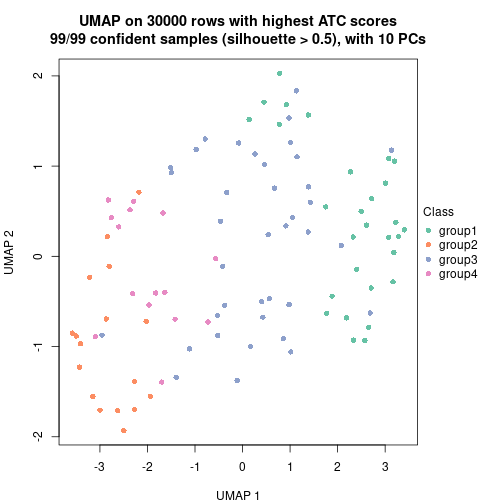 UMAP on 30000 rows with highest ATC scores
99/99 confident samples (silhouette > 0.5), with 10 PCs
2
1
0
-1
-2
UMAP 2
-3
-2
-1
0
1
2
3
UMAP 1
Class
group1
group2
group3
group4